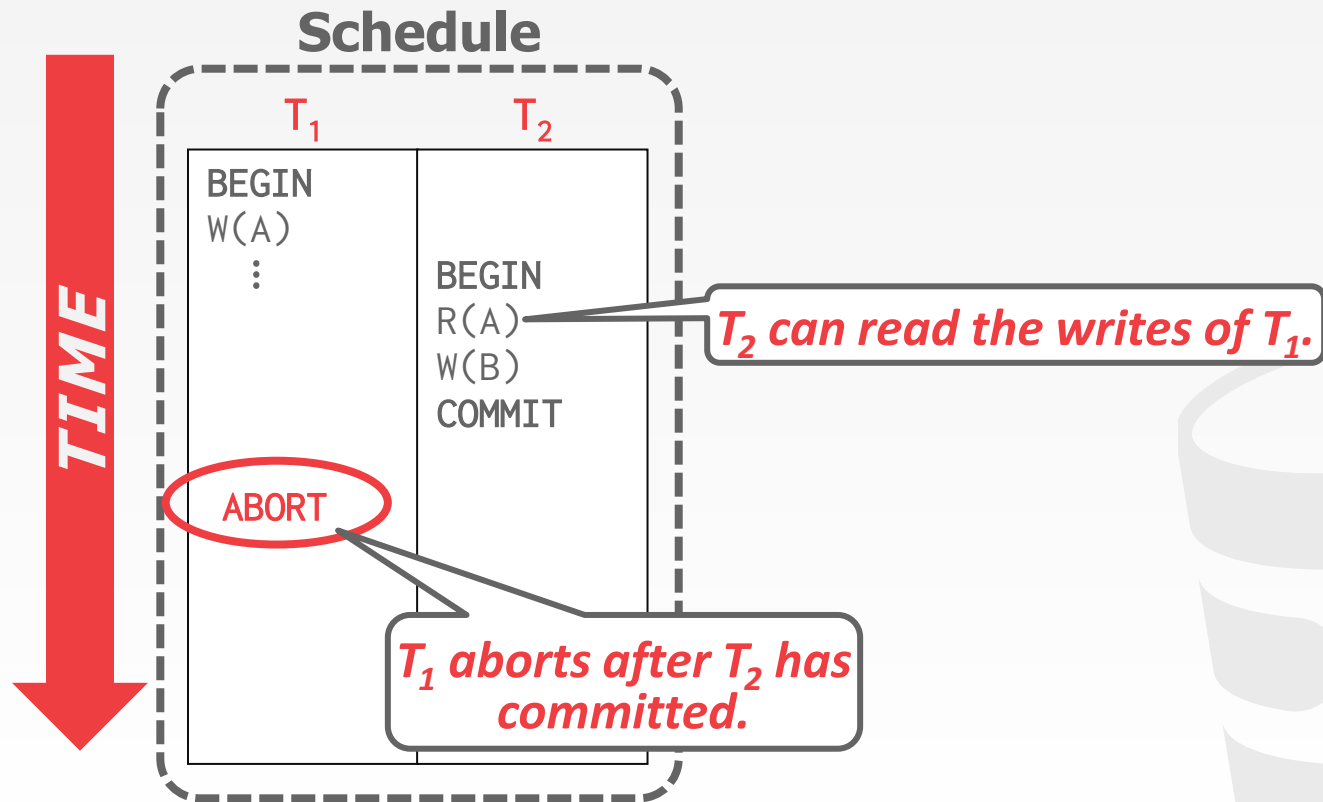 Schedule
TIME
T₁ T₂
BEGIN
W(A)
⋮
BEGIN
R(A)
W(B)
COMMIT
T₂ can read the writes of T₁.
ABORT
T₁ aborts after T₂ has
committed.